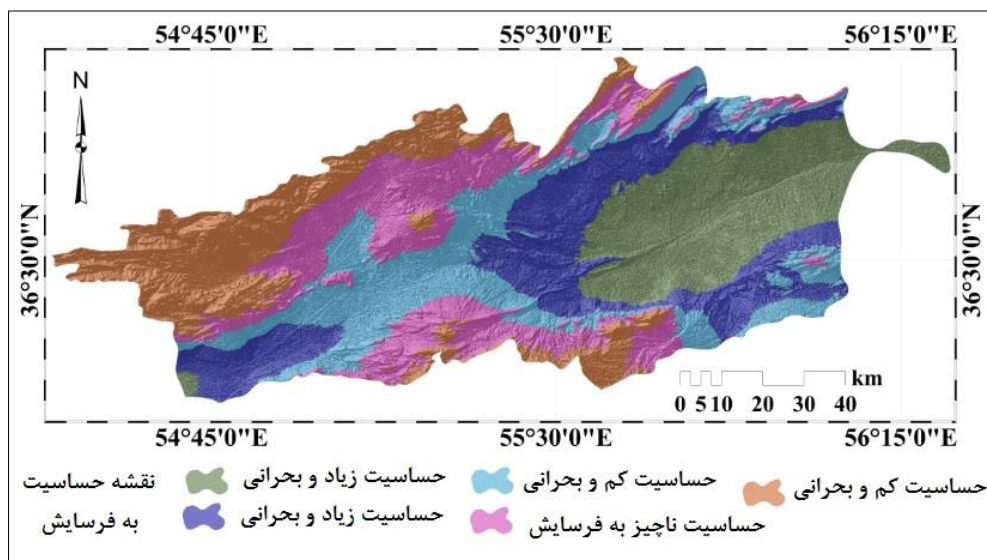 54°45'0"E 55°30'0"E 56°15'0"E
N
36°30'0"N 36°30'0"N
km
0 5 10 20 30 40
54°45'0"E 55°30'0"E 56°15'0"E
نقشه حساسیت حساسیت زیاد و بحرانی حساسیت کم و بحرانی حساسیت کم و بحرانی
به فرسایش حساسیت زیاد و بحرانی حساسیت ناچیز به فرسایش